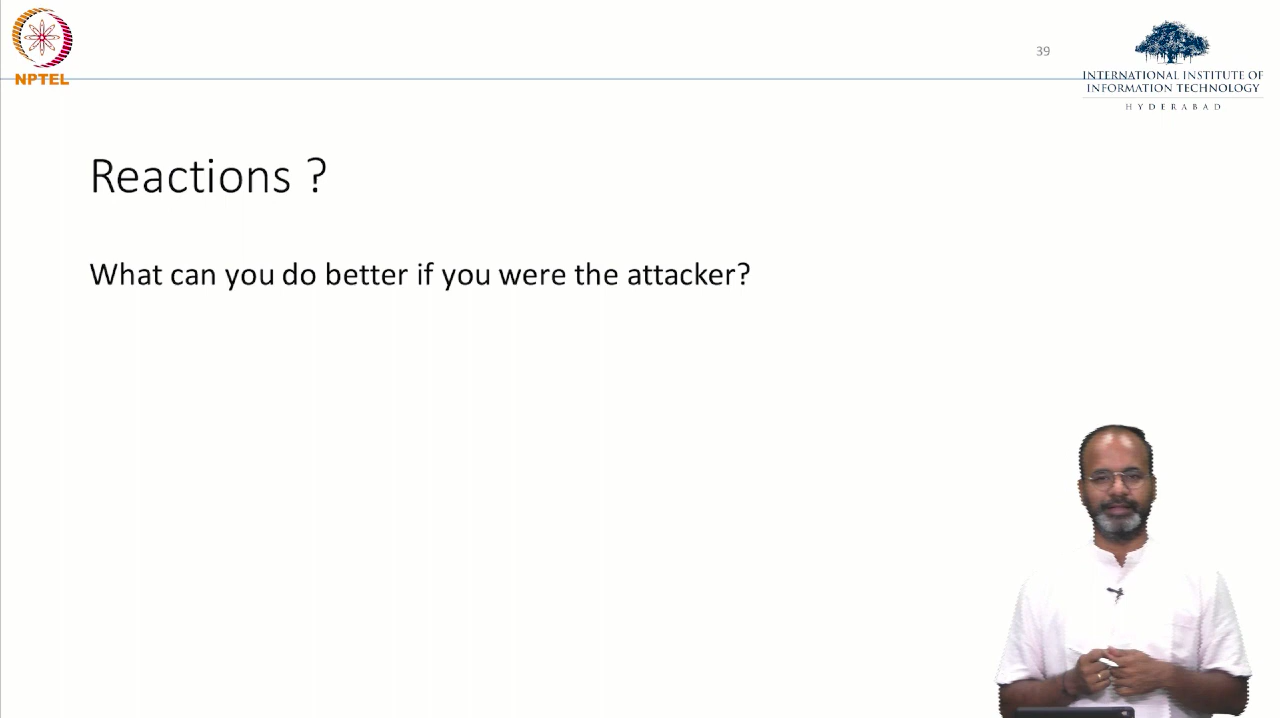 NPTEL
39
INTERNATIONAL INSTITUTE OF
INFORMATION TECHNOLOGY
HYDERABAD
Reactions ?
What can you do better if you were the attacker?